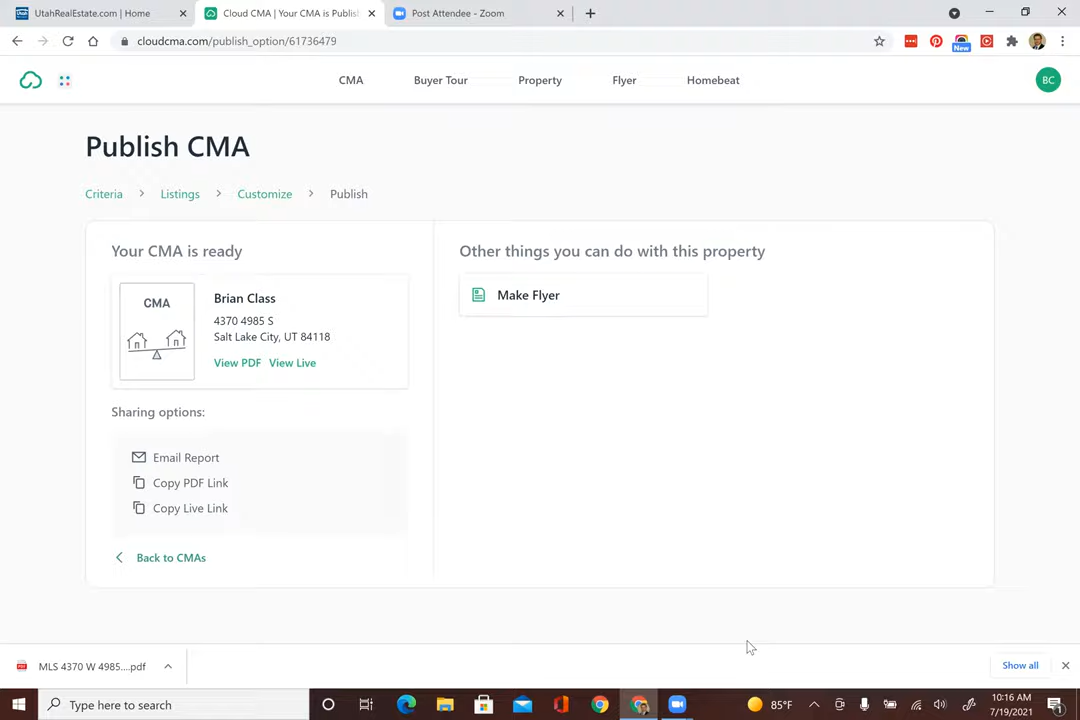 UtahRealEstate.com | Home
Cloud CMA | Your CMA is Publis
Post Attendee - Zoom
cloudcma.com/publish_option/61736479
New
CMA
Buyer Tour
Property
Flyer
Homebeat
BC
Publish CMA
Criteria > Listings > Customize > Publish
Your CMA is ready
CMA
Brian Class
4370 4985 S
Salt Lake City, UT 84118
View PDF View Live
Sharing options:
Email Report
Copy PDF Link
Copy Live Link
Back to CMAs
Other things you can do with this property
Make Flyer
MLS 4370 W 4985....pdf
Show all
Type here to search
85°F
10:16 AM
7/19/2021
1